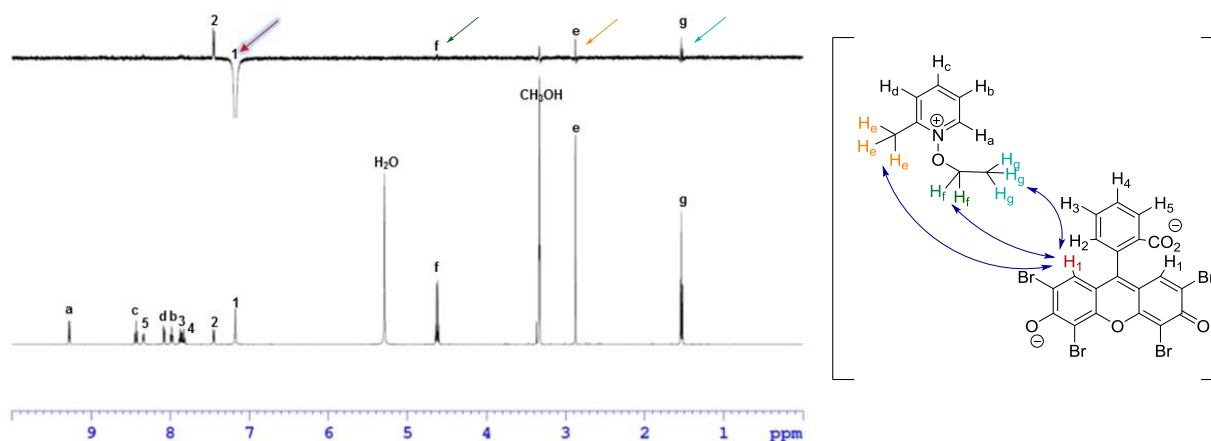 2
1
f
e
g
CH3OH
H2O
e
g
f
a
c
5
d
b
3
4
2
1
9
8
7
6
5
4
3
2
1
ppm
Hc
Hd
Hb
He
N
Ha
He
He
O
Hg
Hg
Hf
Hf
Hg
H4
H3
H5
H2
CO2
H1
H1
Br
Br
O
O
O
Br
Br